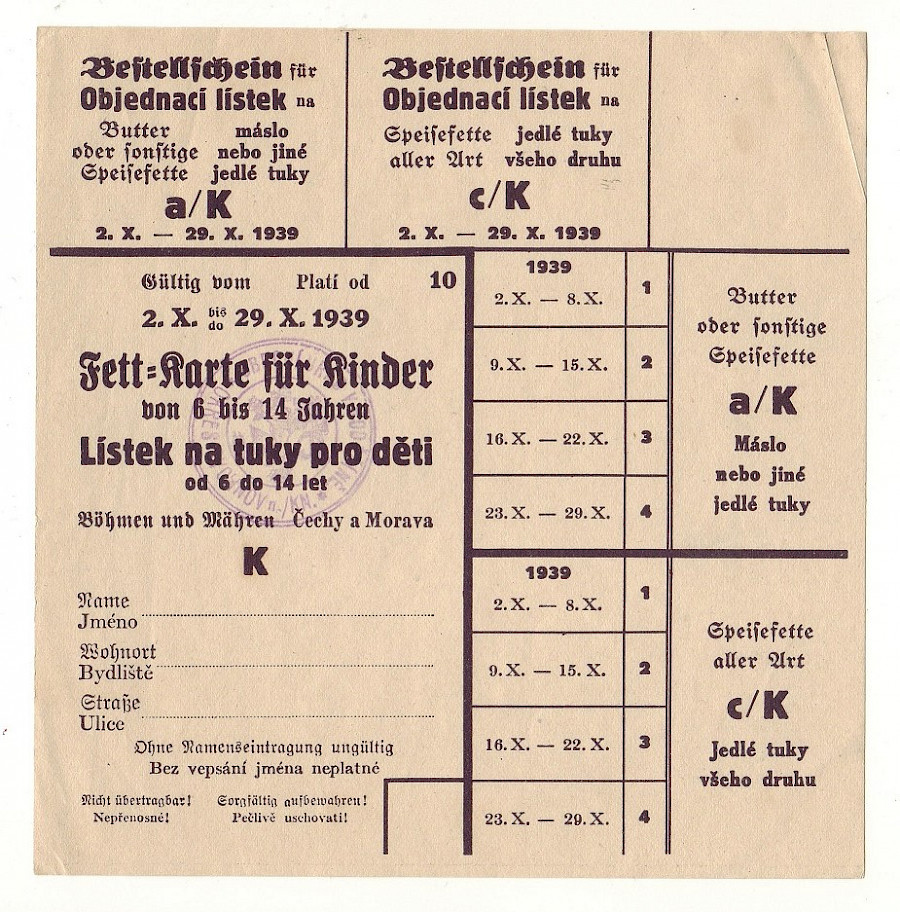 Bestellschein für
Objednací lístek na
Butter máslo
oder sonstige nebo jiné
Speisefette jedlé tuky
a/K
2. X. — 29. X. 1939
Bestellschein für
Objednací lístek na
Speisefette jedlé tuky
aller Art všeho druhu
c/K
2. X. — 29. X. 1939
Gültig vom Platí od 10
2. X. bis do 29. X. 1939
Fett=Karte für Kinder
von 6 bis 14 Jahren
Lístek na tuky pro děti
od 6 do 14 let
Böhmen und Mähren Čechy a Morava
K
Name
Jméno
Wohnort
Bydliště
Straße
Ulice
Ohne Namenseintragung ungültig
Bez vepsání jména neplatné
Nicht übertragbar! Sorgfältig aufbewahren!
Nepřenosné! Pečlivě uschovati!
1939
2. X. — 8. X. 1
9. X. — 15. X. 2
16. X. — 22. X. 3
23. X. — 29. X. 4
Butter
oder sonstige
Speisefette
a/K
Máslo
nebo jiné
jedlé tuky
1939
2. X. — 8. X. 1
9. X. — 15. X. 2
16. X. — 22. X. 3
23. X. — 29. X. 4
Speisefette
aller Art
c/K
Jedlé tuky
všeho druhu